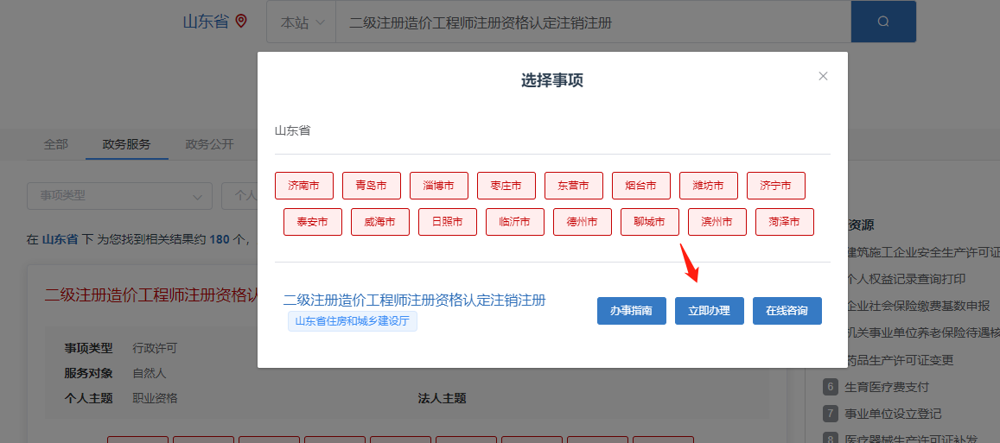 山东省 本站 二级注册造价工程师注册资格认定注销注册
选择事项
山东省
全部 政务服务 政务公开
济南市 青岛市 淄博市 枣庄市 东营市 烟台市 潍坊市 济宁市
事项类型 个人
泰安市 威海市 日照市 临沂市 德州市 聊城市 滨州市 菏泽市
资源
在 山东省 下 为您找到相关结果约 180 个，
建筑施工企业安全生产许可证
个人权益记录查询打印
二级注册造价工程师注册资格认
二级注册造价工程师注册资格认定注销注册
山东省住房和城乡建设厅
办事指南 立即办理 在线咨询
企业社会保险缴费基数申报
机关事业单位养老保险待遇核
事项类型 行政许可
药品生产许可证变更
服务对象 自然人
6 生育医疗费支付
个人主题 职业资格 法人主题
7 事业单位设立登记
8 医疗器械生产许可证补发